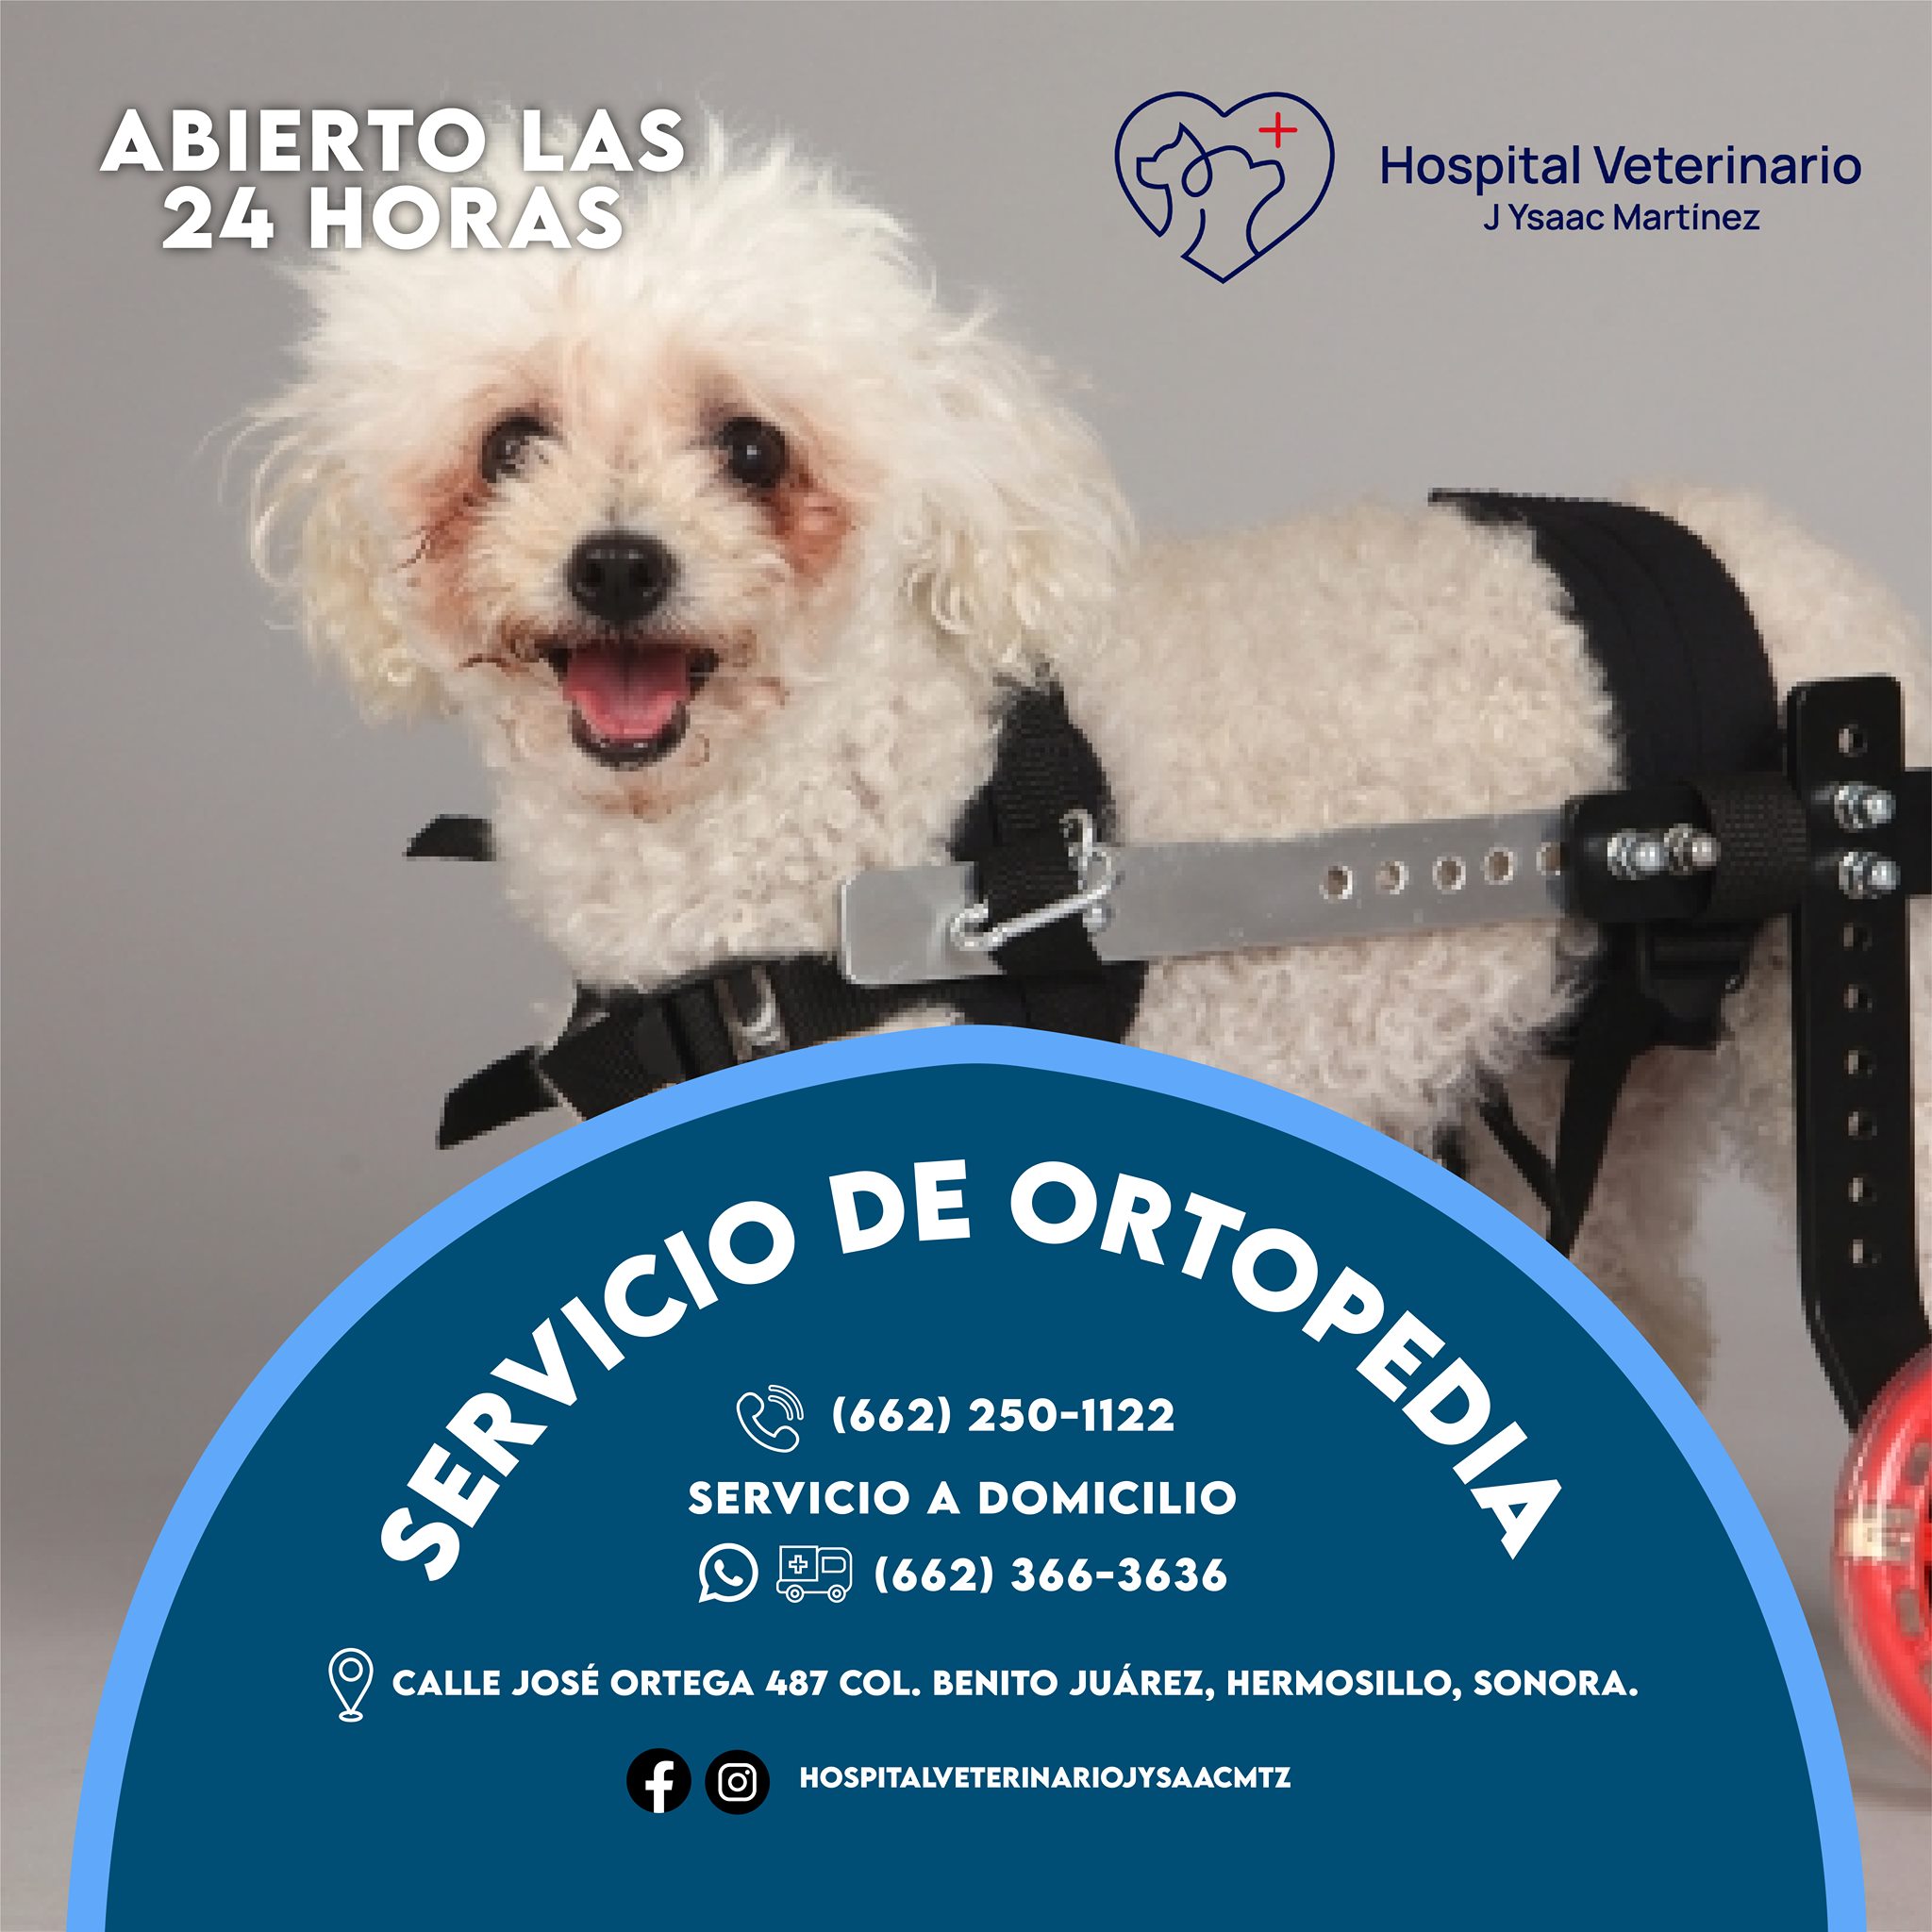 ABIERTO LAS
24 HORAS
Hospital Veterinario
J Ysaac Martínez
SERVICIO DE ORTOPEDIA
(662) 250-1122
SERVICIO A DOMICILIO
(662) 366-3636
CALLE JOSÉ ORTEGA 487 COL. BENITO JUÁREZ, HERMOSILLO, SONORA.
HOSPITALVETERINARIOJYSAACMTZ